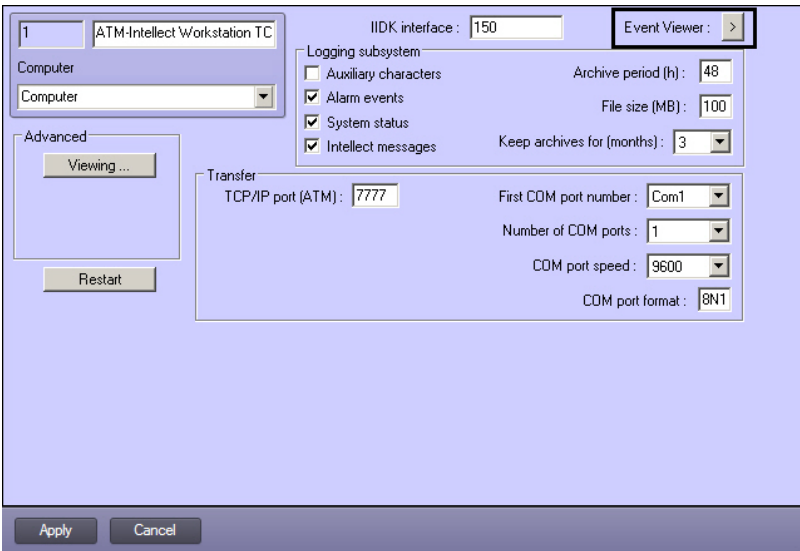 1 ATM-Intellect Workstation TC
IIDK interface : 150
Event Viewer : >
Computer
Computer
Logging subsystem
Auxiliary characters
Alarm events
System status
Intellect messages
Archive period (h) : 48
File size (MB) : 100
Keep archives for (months) : 3
Advanced
Viewing ...
Restart
Transfer
TCP/IP port (ATM) : 7777
First COM port number : Com1
Number of COM ports : 1
COM port speed : 9600
COM port format : 8N1
Apply Cancel